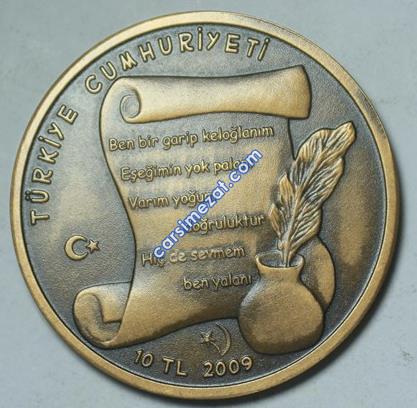 TÜRKİYE CUMHURİYETİ
Ben bir garip keloğlanım
Eşeğimin yok
Varım yoğum
doğruluktur
Hiç de sevmem
ben yalanı
10 TL 2009
carsimezat.com